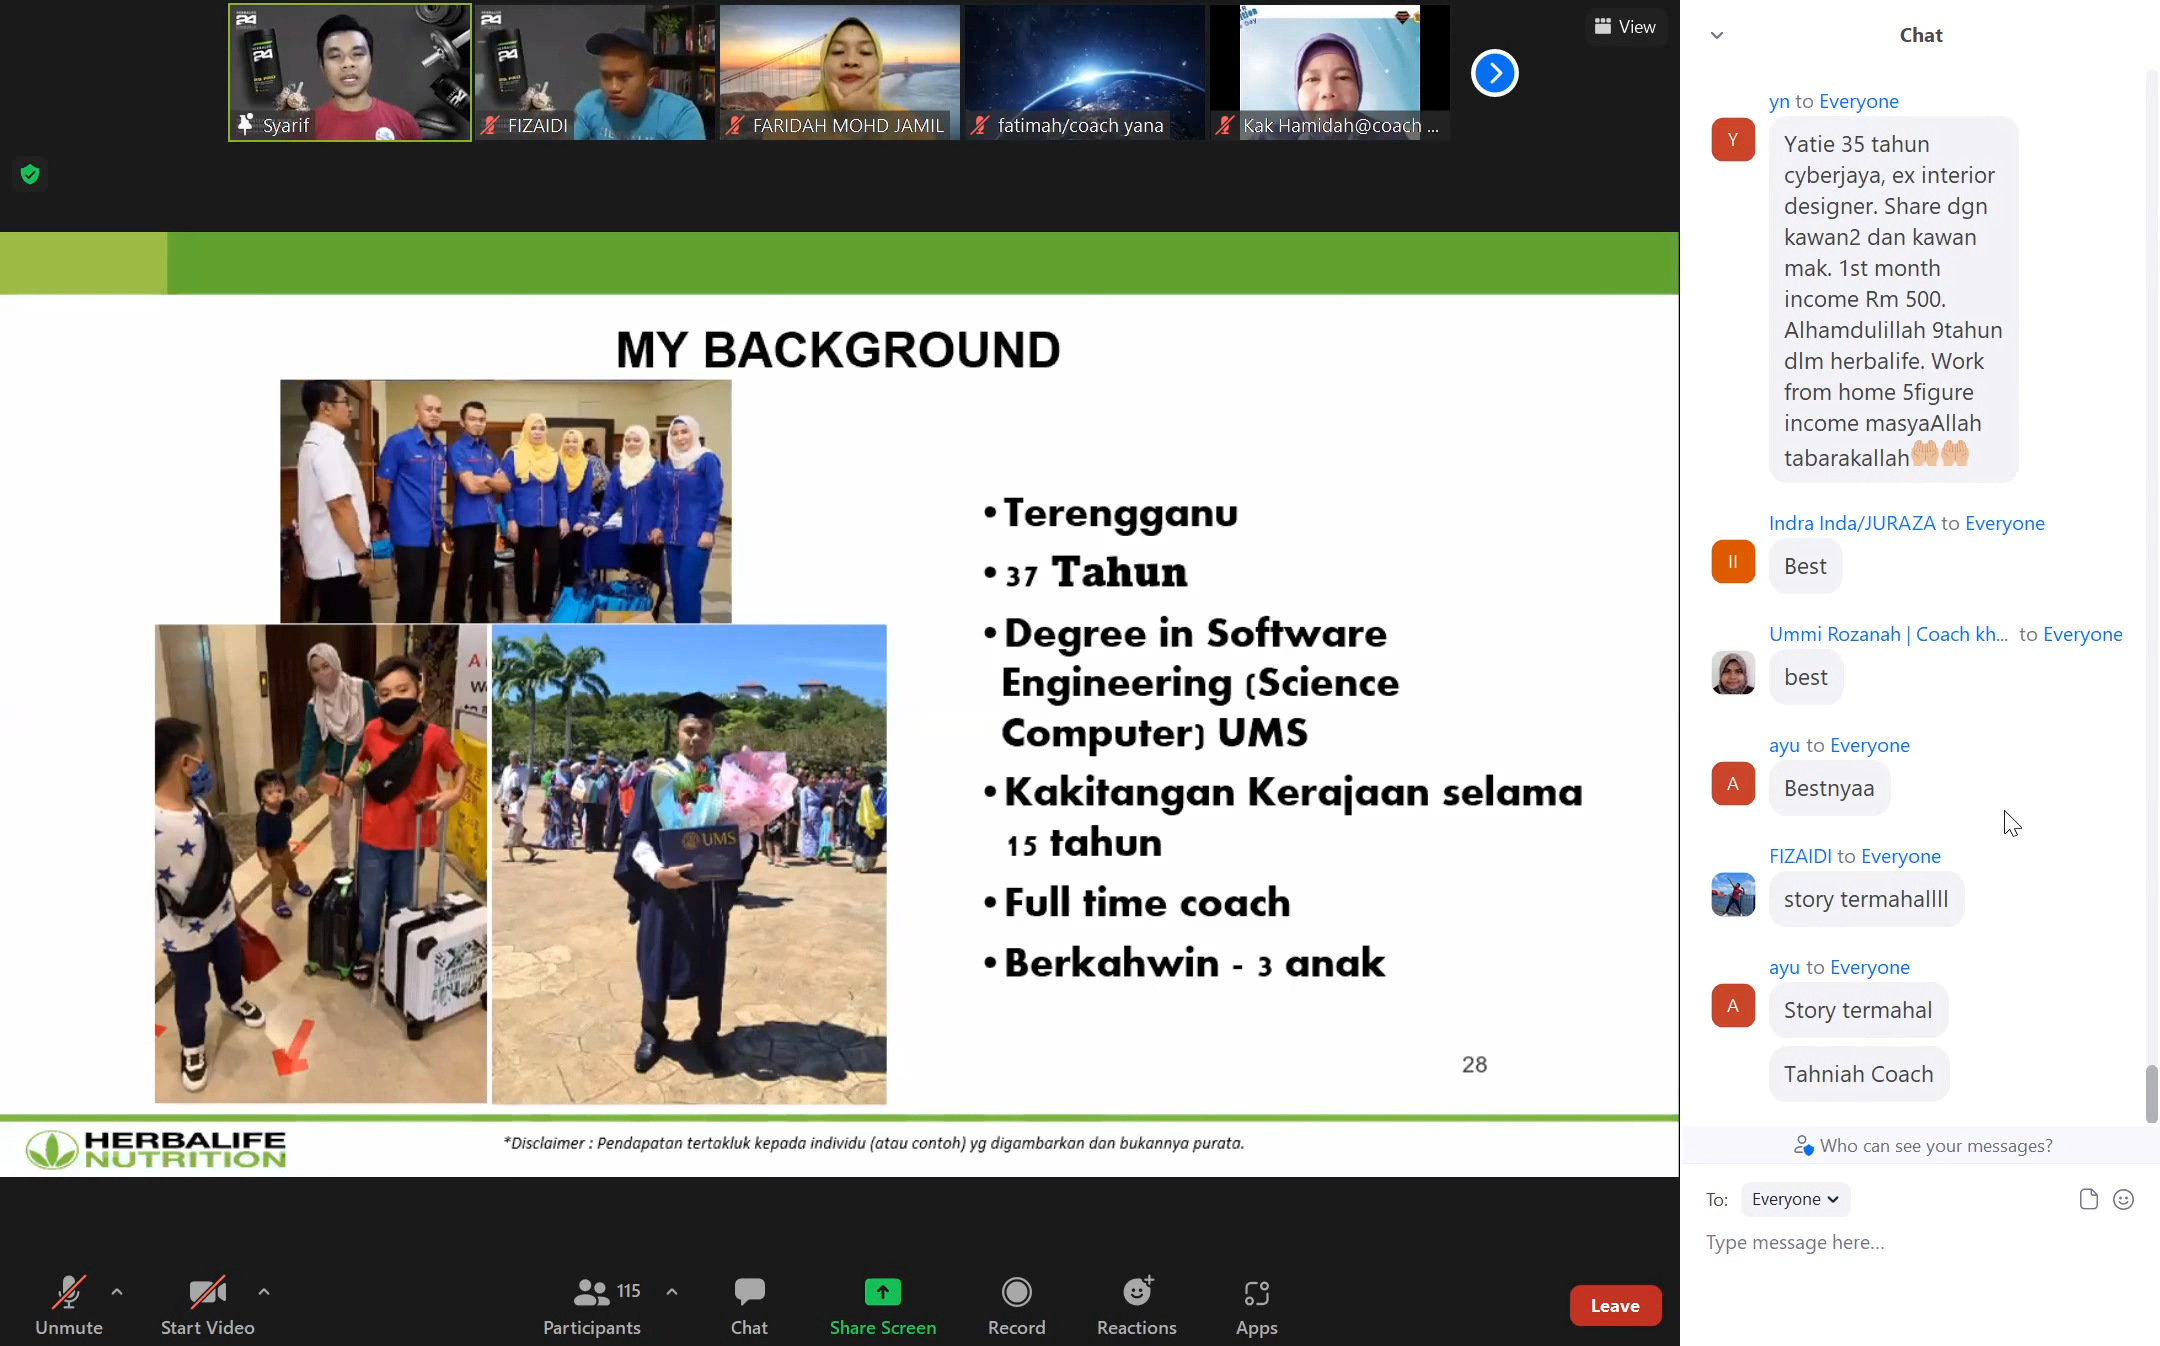 Syarif
FIZAIDI
FARIDAH MOHD JAMIL
fatimah/coach yana
Kak Hamidah@coach ...
View
MY BACKGROUND
•Terengganu
•37 Tahun
•Degree in Software
Engineering (Science
Computer) UMS
•Kakitangan Kerajaan selama
15 tahun
•Full time coach
•Berkahwin - 3 anak
UMS
28
HERBALIFE
NUTRITION
*Disclaimer : Pendapatan tertakluk kepada individu (atau contoh) yg digambarkan dan bukannya purata.
Unmute
Start Video
115
Participants
Chat
Share Screen
Record
Reactions
Apps
Leave
Chat
yn to Everyone
Y
Yatie 35 tahun
cyberjaya, ex interior
designer. Share dgn
kawan2 dan kawan
mak. 1st month
income Rm 500.
Alhamdulillah 9tahun
dlm herbalife. Work
from home 5figure
income masyaAllah
tabarakallah🤲🏼🤲🏼
Indra Inda/JURAZA to Everyone
II
Best
Ummi Rozanah | Coach kh... to Everyone
best
ayu to Everyone
A
Bestnyaa
FIZAIDI to Everyone
story termahallll
ayu to Everyone
A
Story termahal
Tahniah Coach
Who can see your messages?
To: Everyone
Type message here...